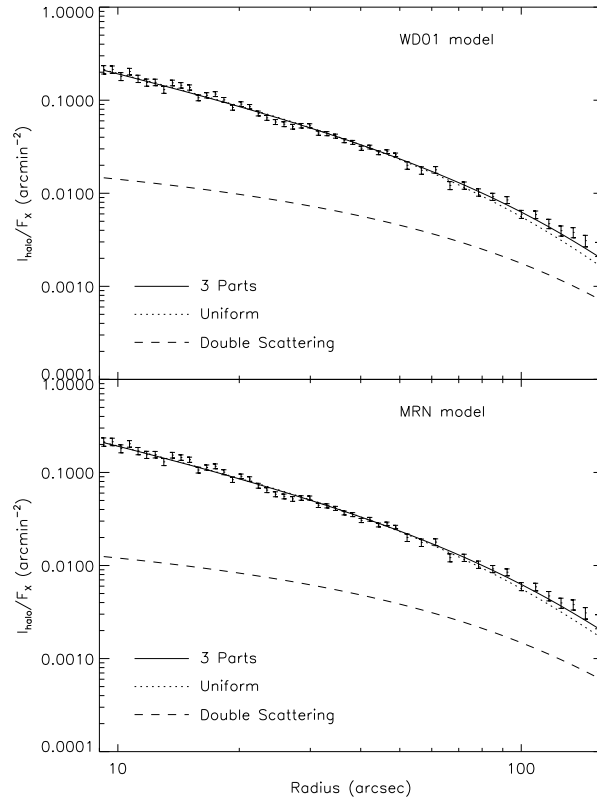 1.0000
WD01 model
0.1000
I_halo/F_X (arcmin⁻²)
0.0100
3 Parts
0.0010
Uniform
Double Scattering
0.0001
1.0000
MRN model
0.1000
I_halo/F_X (arcmin⁻²)
0.0100
3 Parts
0.0010
Uniform
Double Scattering
0.0001
10 100
Radius (arcsec)